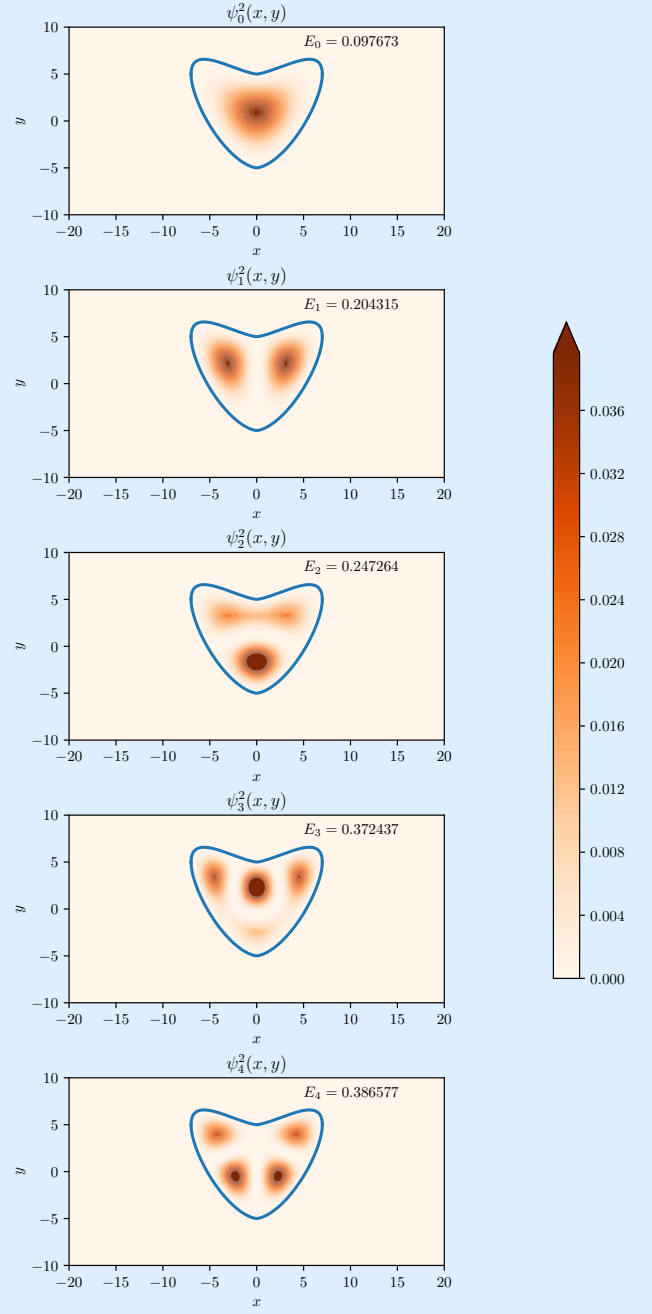 ψ₀²(x, y)
E₀ = 0.097673
10
5
0
−5
−10
y
−20 −15 −10 −5 0 5 10 15 20
x
ψ₁²(x, y)
E₁ = 0.204315
10
5
0
−5
−10
y
−20 −15 −10 −5 0 5 10 15 20
x
ψ₂²(x, y)
E₂ = 0.247264
10
5
0
−5
−10
y
−20 −15 −10 −5 0 5 10 15 20
x
ψ₃²(x, y)
E₃ = 0.372437
10
5
0
−5
−10
y
−20 −15 −10 −5 0 5 10 15 20
x
ψ₄²(x, y)
E₄ = 0.386577
10
5
0
−5
−10
y
−20 −15 −10 −5 0 5 10 15 20
x
0.036
0.032
0.028
0.024
0.020
0.016
0.012
0.008
0.004
0.000